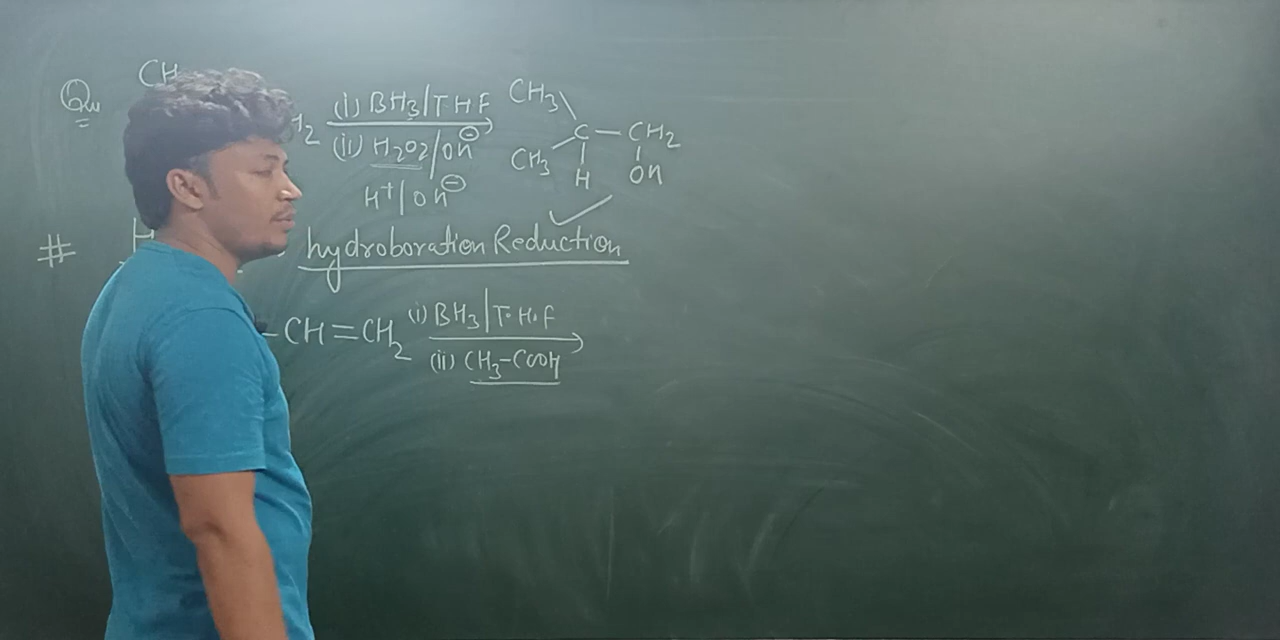 Qu CH
H2 (i) BH3/THF CH3
(ii) H2O2/OH⊖ C — CH2
CH3 H OH
H+/OH⊖
# H hydroboration Reduction
-CH=CH2 (i) BH3/T.H.F
(ii) CH3-COOH